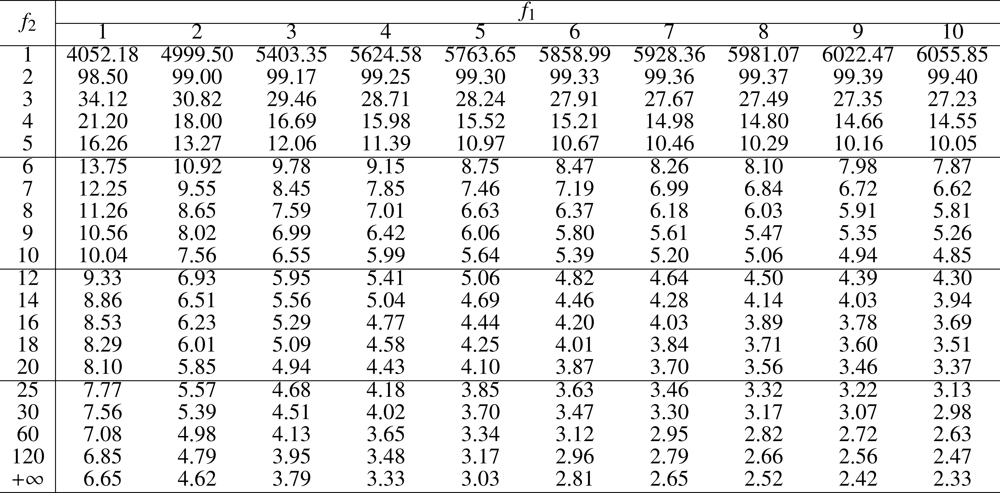 f2 f1
1 2 3 4 5 6 7 8 9 10
1 4052.18 4999.50 5403.35 5624.58 5763.65 5858.99 5928.36 5981.07 6022.47 6055.85
2 98.50 99.00 99.17 99.25 99.30 99.33 99.36 99.37 99.39 99.40
3 34.12 30.82 29.46 28.71 28.24 27.91 27.67 27.49 27.35 27.23
4 21.20 18.00 16.69 15.98 15.52 15.21 14.98 14.80 14.66 14.55
5 16.26 13.27 12.06 11.39 10.97 10.67 10.46 10.29 10.16 10.05
6 13.75 10.92 9.78 9.15 8.75 8.47 8.26 8.10 7.98 7.87
7 12.25 9.55 8.45 7.85 7.46 7.19 6.99 6.84 6.72 6.62
8 11.26 8.65 7.59 7.01 6.63 6.37 6.18 6.03 5.91 5.81
9 10.56 8.02 6.99 6.42 6.06 5.80 5.61 5.47 5.35 5.26
10 10.04 7.56 6.55 5.99 5.64 5.39 5.20 5.06 4.94 4.85
12 9.33 6.93 5.95 5.41 5.06 4.82 4.64 4.50 4.39 4.30
14 8.86 6.51 5.56 5.04 4.69 4.46 4.28 4.14 4.03 3.94
16 8.53 6.23 5.29 4.77 4.44 4.20 4.03 3.89 3.78 3.69
18 8.29 6.01 5.09 4.58 4.25 4.01 3.84 3.71 3.60 3.51
20 8.10 5.85 4.94 4.43 4.10 3.87 3.70 3.56 3.46 3.37
25 7.77 5.57 4.68 4.18 3.85 3.63 3.46 3.32 3.22 3.13
30 7.56 5.39 4.51 4.02 3.70 3.47 3.30 3.17 3.07 2.98
60 7.08 4.98 4.13 3.65 3.34 3.12 2.95 2.82 2.72 2.63
120 6.85 4.79 3.95 3.48 3.17 2.96 2.79 2.66 2.56 2.47
+∞ 6.65 4.62 3.79 3.33 3.03 2.81 2.65 2.52 2.42 2.33